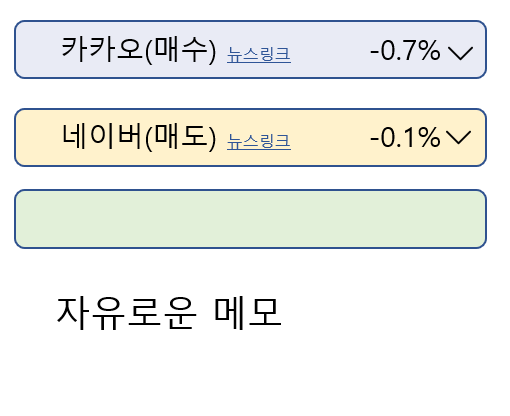 카카오(매수) 뉴스링크 -0.7%
네이버(매도) 뉴스링크 -0.1%
자유로운 메모